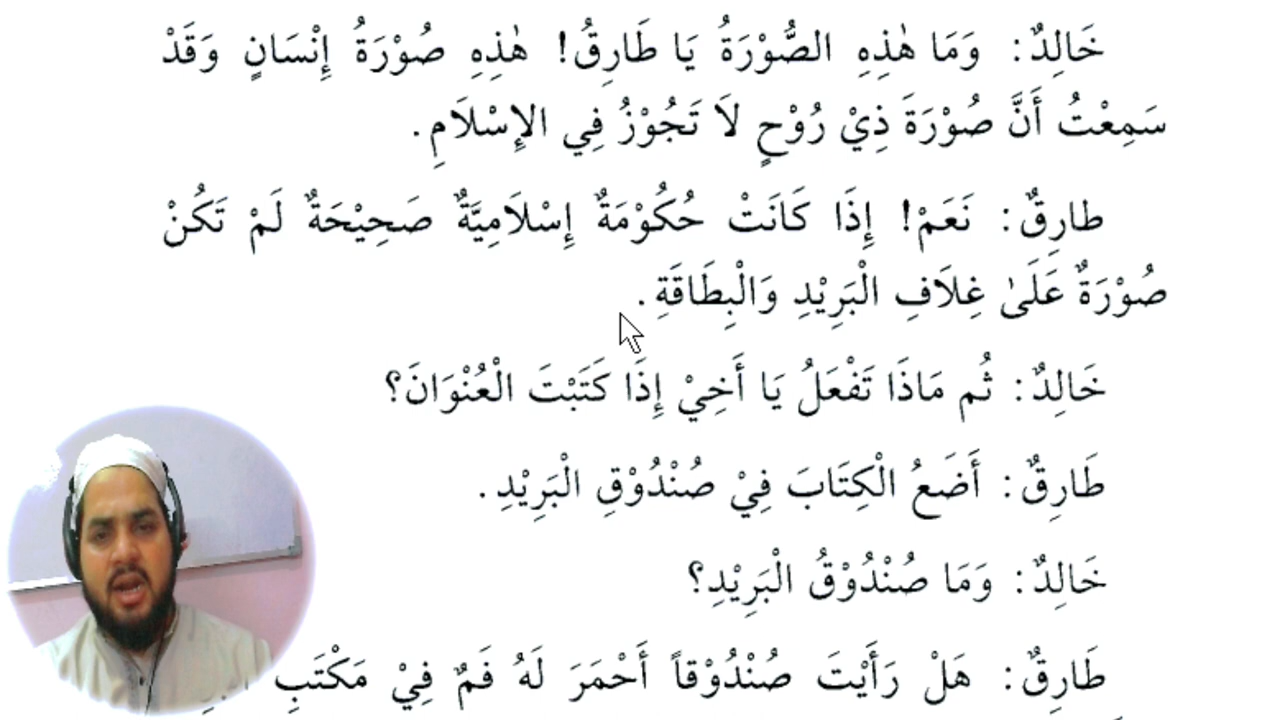 خَالِدٌ: وَمَا هٰذِهِ الصُّوْرَةُ يَا طَارِقُ! هٰذِهِ صُوْرَةُ إِنْسَانٍ وَقَدْ
سَمِعْتُ أَنَّ صُوْرَةَ ذِيْ رُوْحٍ لَا تَجُوْزُ فِي الإِسْلَامِ.
طارِقٌ: نَعَمْ! إِذَا كَانَتْ حُكُوْمَةٌ إِسْلَامِيَّةٌ صَحِيْحَةٌ لَمْ تَكُنْ
صُوْرَةٌ عَلَىٰ غِلَافِ الْبَرِيْدِ وَالْبِطَاقَةِ.
خَالِدٌ: ثُم مَاذَا تَفْعَلُ يَا أَخِيْ إِذَا كَتَبْتَ الْعُنْوَانَ؟
طَارِقٌ: أَضَعُ الْكِتَابَ فِيْ صُنْدُوْقِ الْبَرِيْدِ.
خَالِدٌ: وَمَا صُنْدُوْقُ الْبَرِيْدِ؟
طَارِقٌ: هَلْ رَأَيْتَ صُنْدُوْقاً أَحْمَرَ لَهُ فَمٌ فِيْ مَكْتَبِ